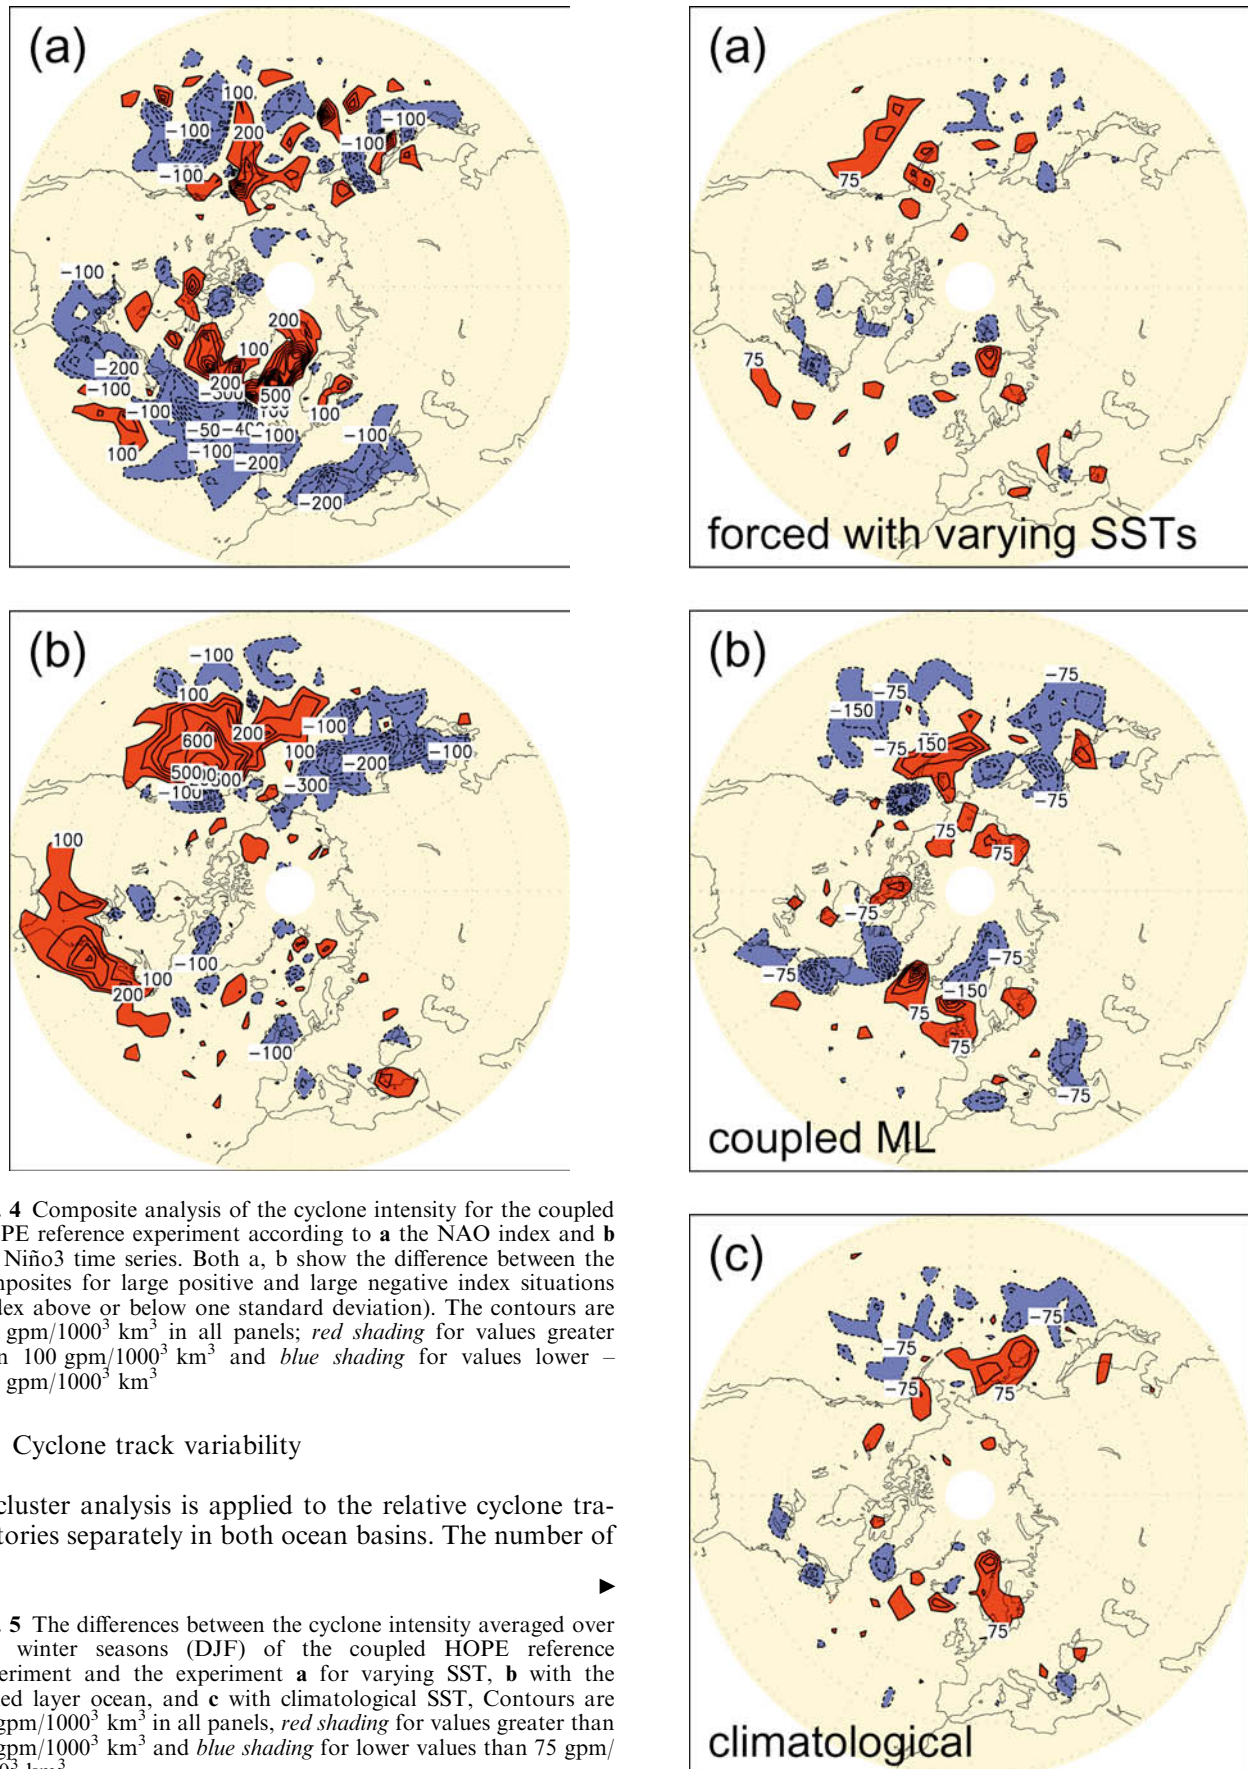 (a)
100
-100
200
-100
-100
-100
-100
-100
200
100
-200
200
-300
500
-100
-100
100
100
-50
-400
-100
-100
-100
-200
100
-200
(b)
-100
100
200
-100
600
100
-200
-100
500
-300
-100
100
-100
100
200
-100
. 4 Composite analysis of the cyclone intensity for the coupled
PE reference experiment according to a the NAO index and b
Niño3 time series. Both a, b show the difference between the
nposites for large positive and large negative index situations
dex above or below one standard deviation). The contours are
gpm/1000³ km³ in all panels; red shading for values greater
n 100 gpm/1000³ km³ and blue shading for values lower –
gpm/1000³ km³
Cyclone track variability
cluster analysis is applied to the relative cyclone tra-
tories separately in both ocean basins. The number of
. 5 The differences between the cyclone intensity averaged over
winter seasons (DJF) of the coupled HOPE reference
eriment and the experiment a for varying SST, b with the
ed layer ocean, and c with climatological SST, Contours are
gpm/1000³ km³ in all panels, red shading for values greater than
gpm/1000³ km³ and blue shading for lower values than 75 gpm/
(a)
75
75
forced with varying SSTs
(b)
-75
-75
-150
-75
150
-75
75
75
-75
-75
-75
-150
75
75
-75
coupled ML
(c)
-75
-75
-75
75
75
climatological